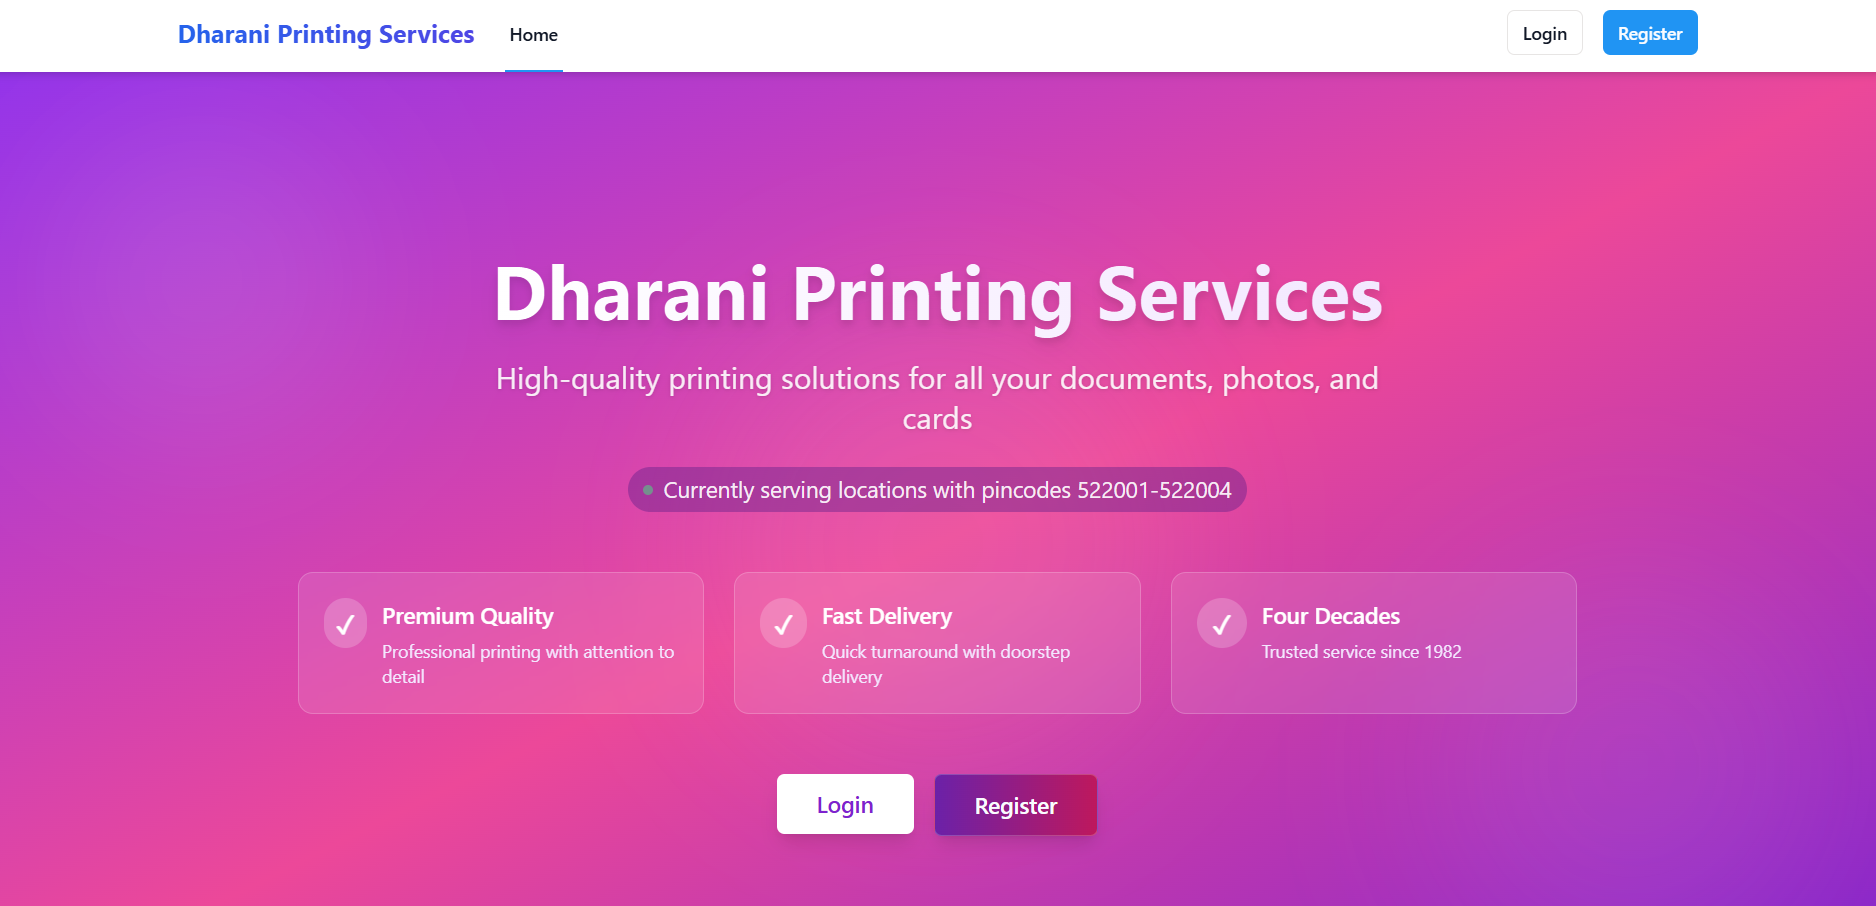 Dharani Printing Services
Home
Login
Register
Dharani Printing Services
High-quality printing solutions for all your documents, photos, and
cards
Currently serving locations with pincodes 522001-522004
Premium Quality
Professional printing with attention to
detail
Fast Delivery
Quick turnaround with doorstep
delivery
Four Decades
Trusted service since 1982
Login
Register